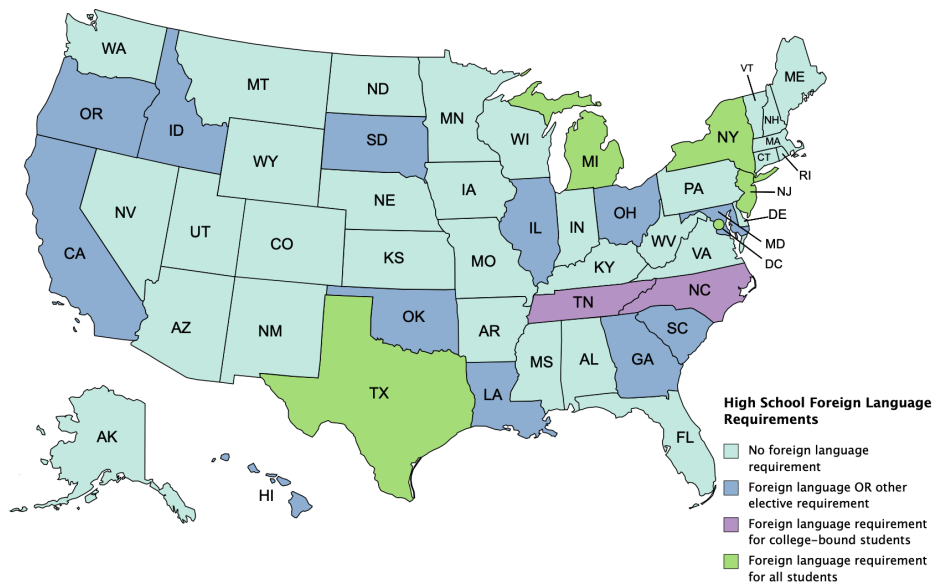 WA
MT
ND
MN
VT
ME
OR
ID
SD
WI
MI
NY
NH
MA
CT
RI
WY
NE
IA
PA
NJ
NV
UT
CO
IL
IN
OH
DE
MD
DC
CA
KS
MO
KY
WV
VA
AZ
NM
OK
AR
TN
NC
SC
TX
LA
MS
AL
GA
FL
AK
HI
High School Foreign Language
Requirements
No foreign language
requirement
Foreign language OR other
elective requirement
Foreign language requirement
for college-bound students
Foreign language requirement
for all students